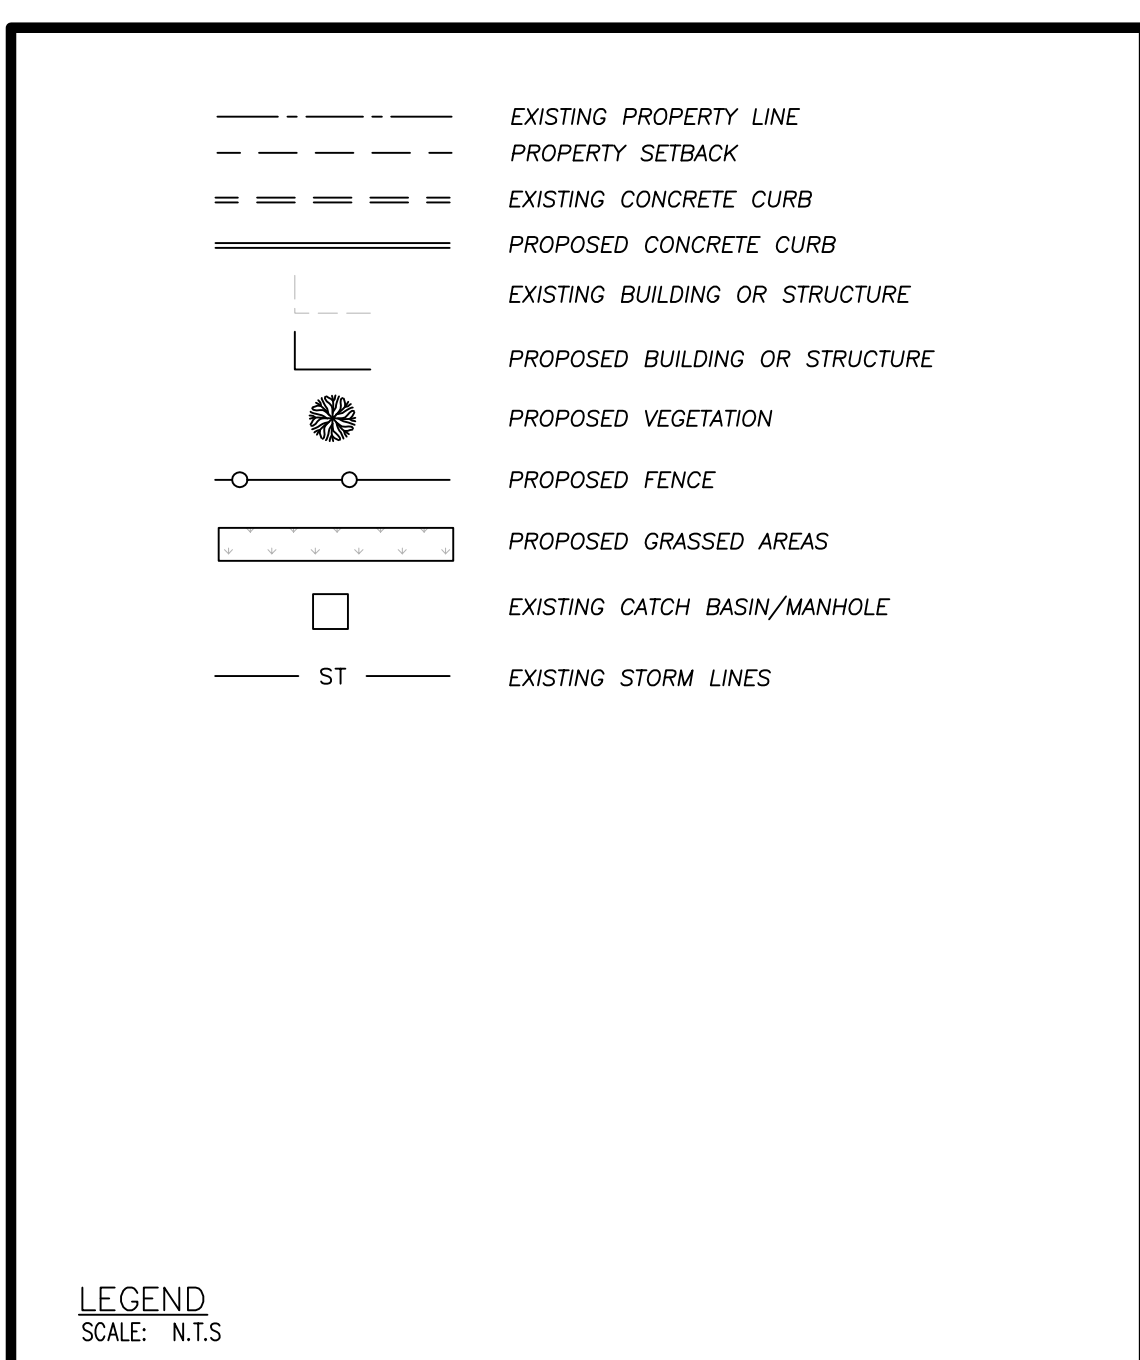 EXISTING PROPERTY LINE
PROPERTY SETBACK
EXISTING CONCRETE CURB
PROPOSED CONCRETE CURB
EXISTING BUILDING OR STRUCTURE
PROPOSED BUILDING OR STRUCTURE
PROPOSED VEGETATION
PROPOSED FENCE
PROPOSED GRASSED AREAS
EXISTING CATCH BASIN/MANHOLE
ST EXISTING STORM LINES
LEGEND
SCALE: N.T.S